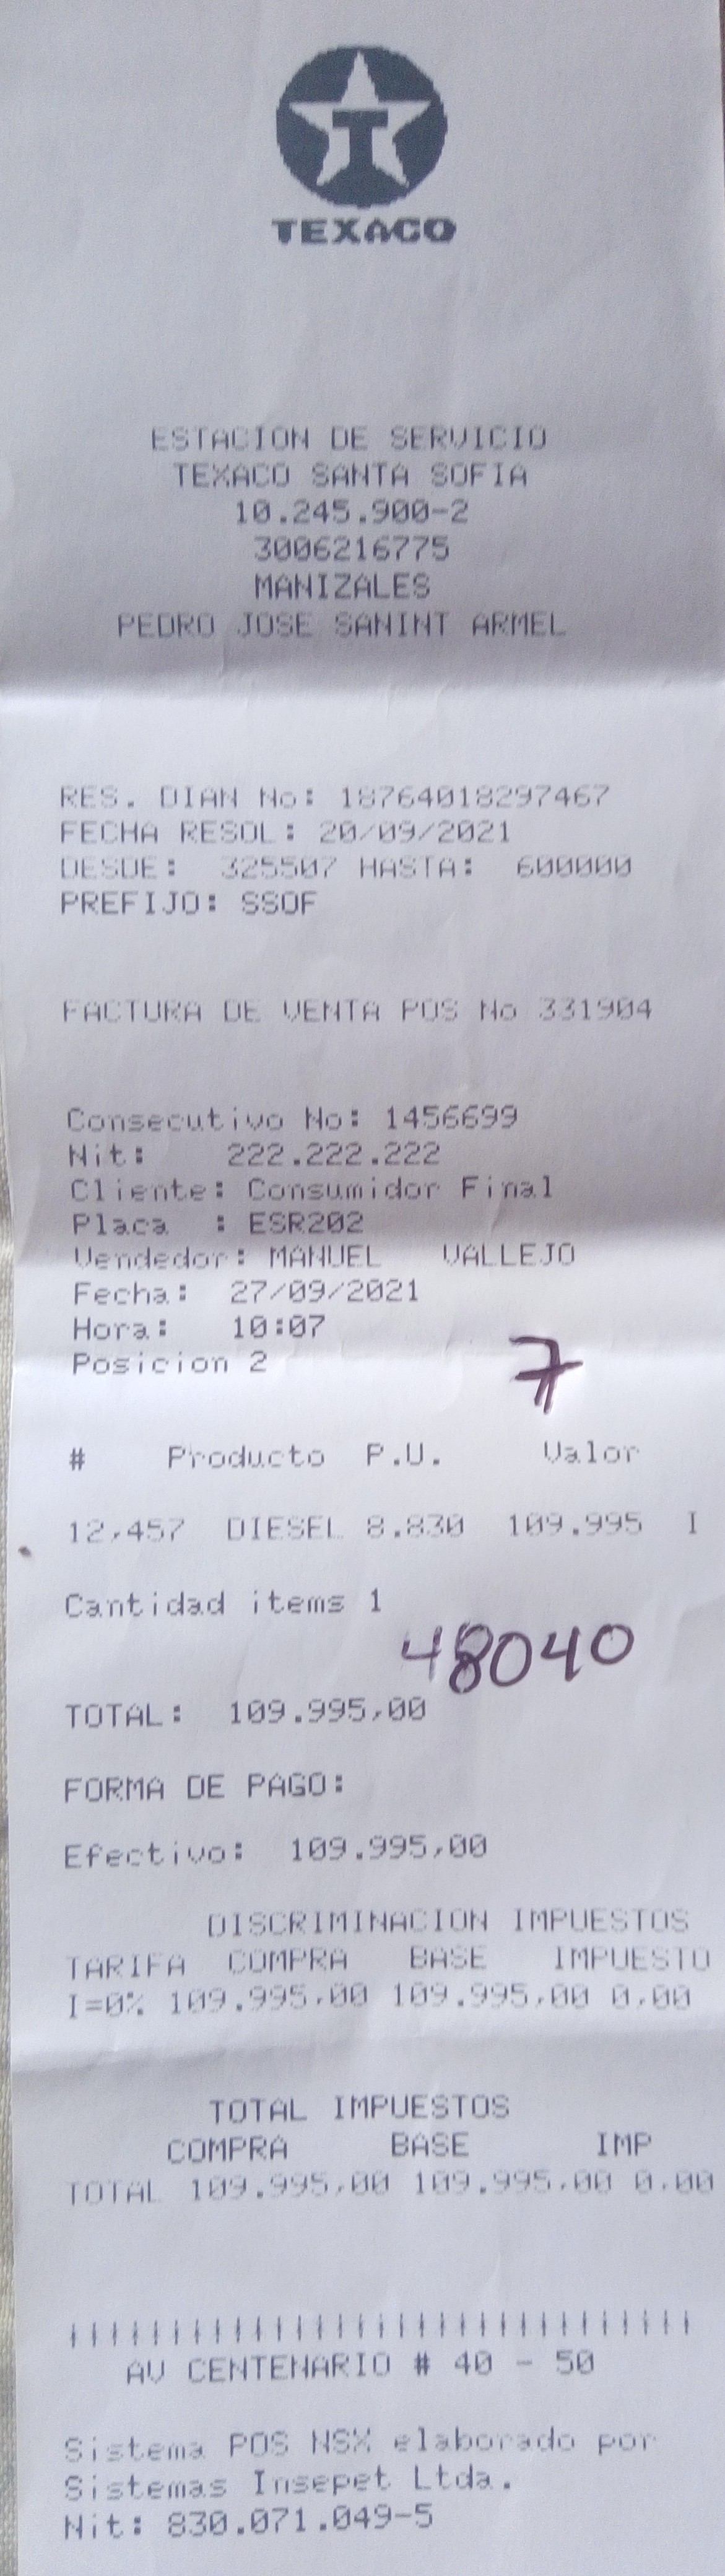 T
TEXACO
ESTACION DE SERVICIO
TEXACO SANTA SOFIA
10.245.900-2
3006216775
MANIZALES
PEDRO JOSE SANINT ARMEL
RES. DIAN No: 18764018297467
FECHA RESOL: 20/09/2021
DESDE: 325507 HASTA: 600000
PREFIJO: SSOF
FACTURA DE VENTA POS No 331904
Consecutivo No: 1456699
Nit: 222.222.222
Cliente: Consumidor Final
Placa : ESR202
Vendedor: MANUEL VALLEJO
Fecha: 27/09/2021
Hora: 10:07
Posicion 2
7
# Producto P.U. Valor
12,457 DIESEL 8.830 109.995 I
Cantidad items 1
48040
TOTAL: 109.995,00
FORMA DE PAGO:
Efectivo: 109.995,00
DISCRIMINACION IMPUESTOS
TARIFA COMPRA BASE IMPUESTO
I=0% 109.995,00 109.995,00 0,00
TOTAL IMPUESTOS
COMPRA BASE IMP
TOTAL 109.995,00 109.995,00 0.00
AV CENTENARIO # 40 - 50
Sistema POS NSX elaborado por
Sistemas Insepet Ltda.
Nit: 830.071.049-5